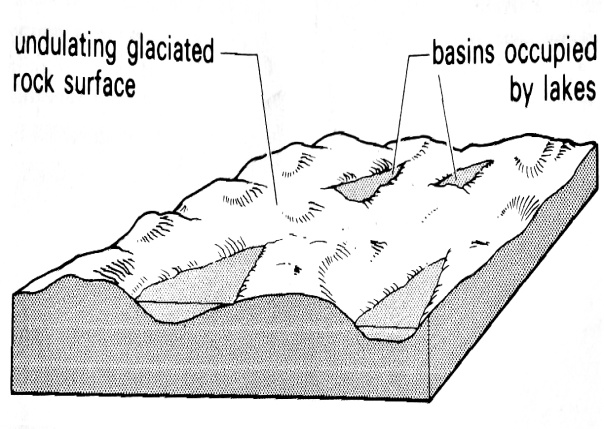 undulating glaciated
rock surface
basins occupied
by lakes